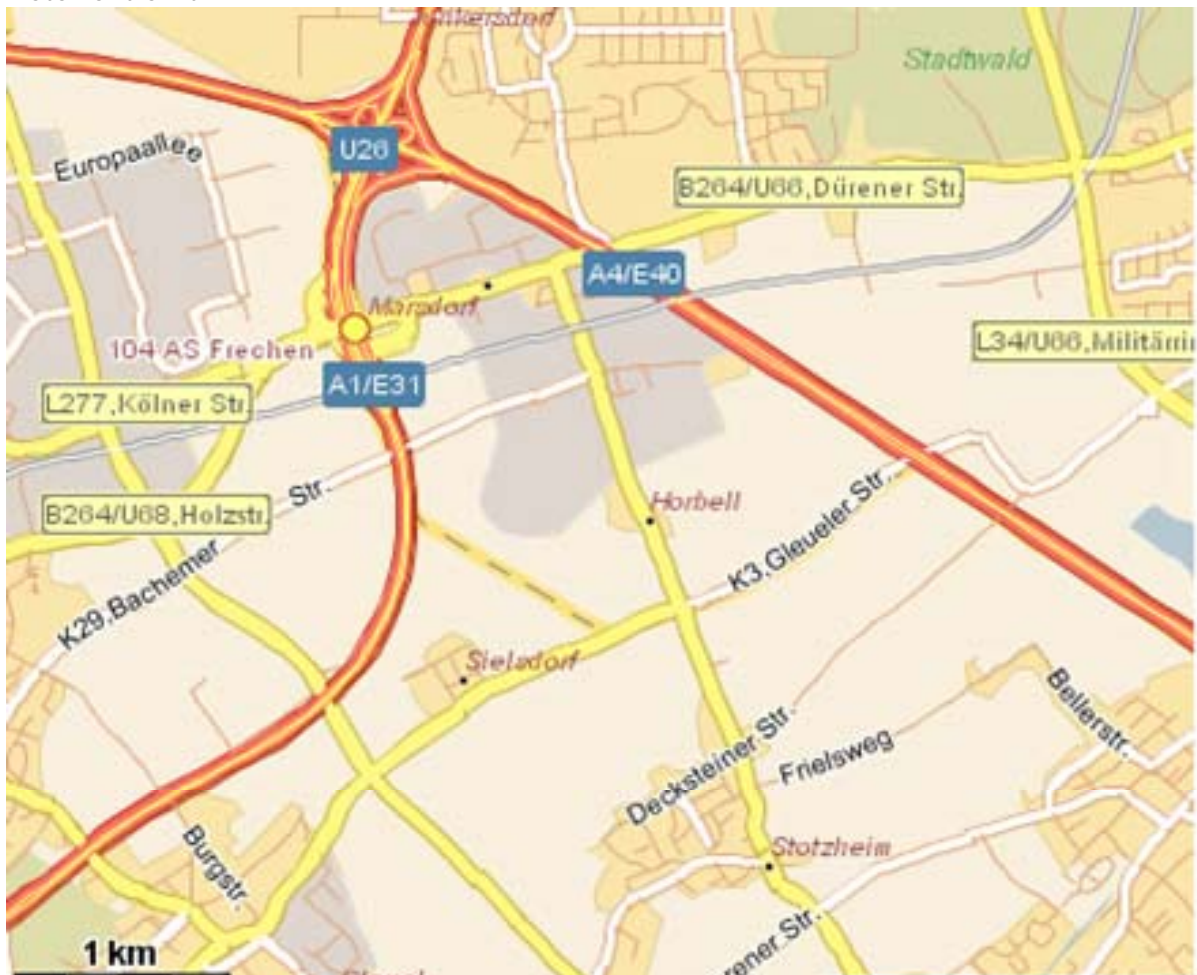 Stadtwald
U26
Europaallee
B264/U66,Dürener Str.
A4/E40
Marsdorf
L34/U66,Militärrin
104 AS Frechen
A1/E31
L277,Kölner Str.
Str.
Horbell
B264/U68,Holzstr.
K3,Gleueler Str.
K29,Bachemer
Sielsdorf
Bellerstr.
Decksteiner Str.
Frielsweg
Burgstr.
Stotzheim
1 km
rener Str.